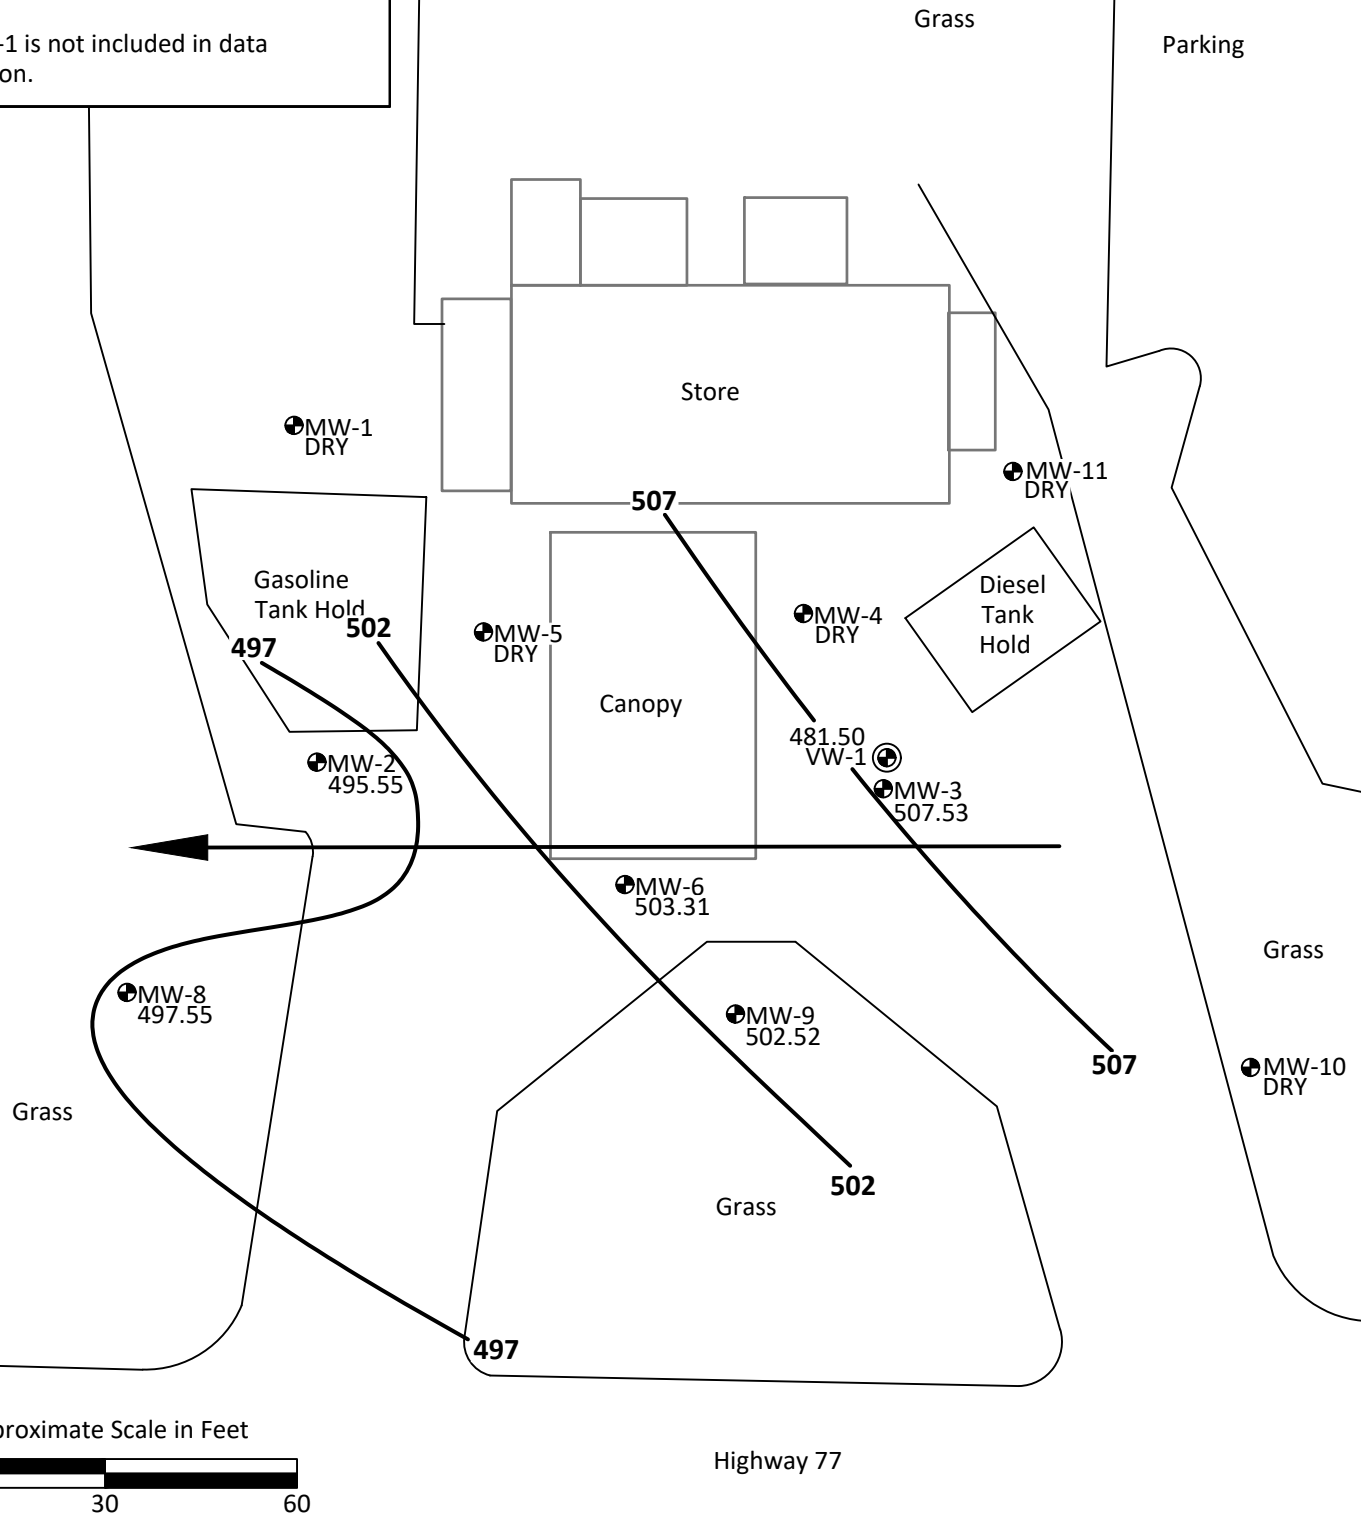 Grass
-1 is not included in data
Parking
on.
Store
MW-1
DRY
MW-11
DRY
507
Gasoline
Tank Hold
502
497
MW-5
DRY
MW-4
DRY
Diesel
Tank
Hold
Canopy
481.50
VW-1
MW-2
495.55
MW-3
507.53
MW-6
503.31
Grass
MW-8
497.55
MW-9
502.52
507
MW-10
DRY
Grass
502
Grass
497
proximate Scale in Feet
Highway 77
30
60